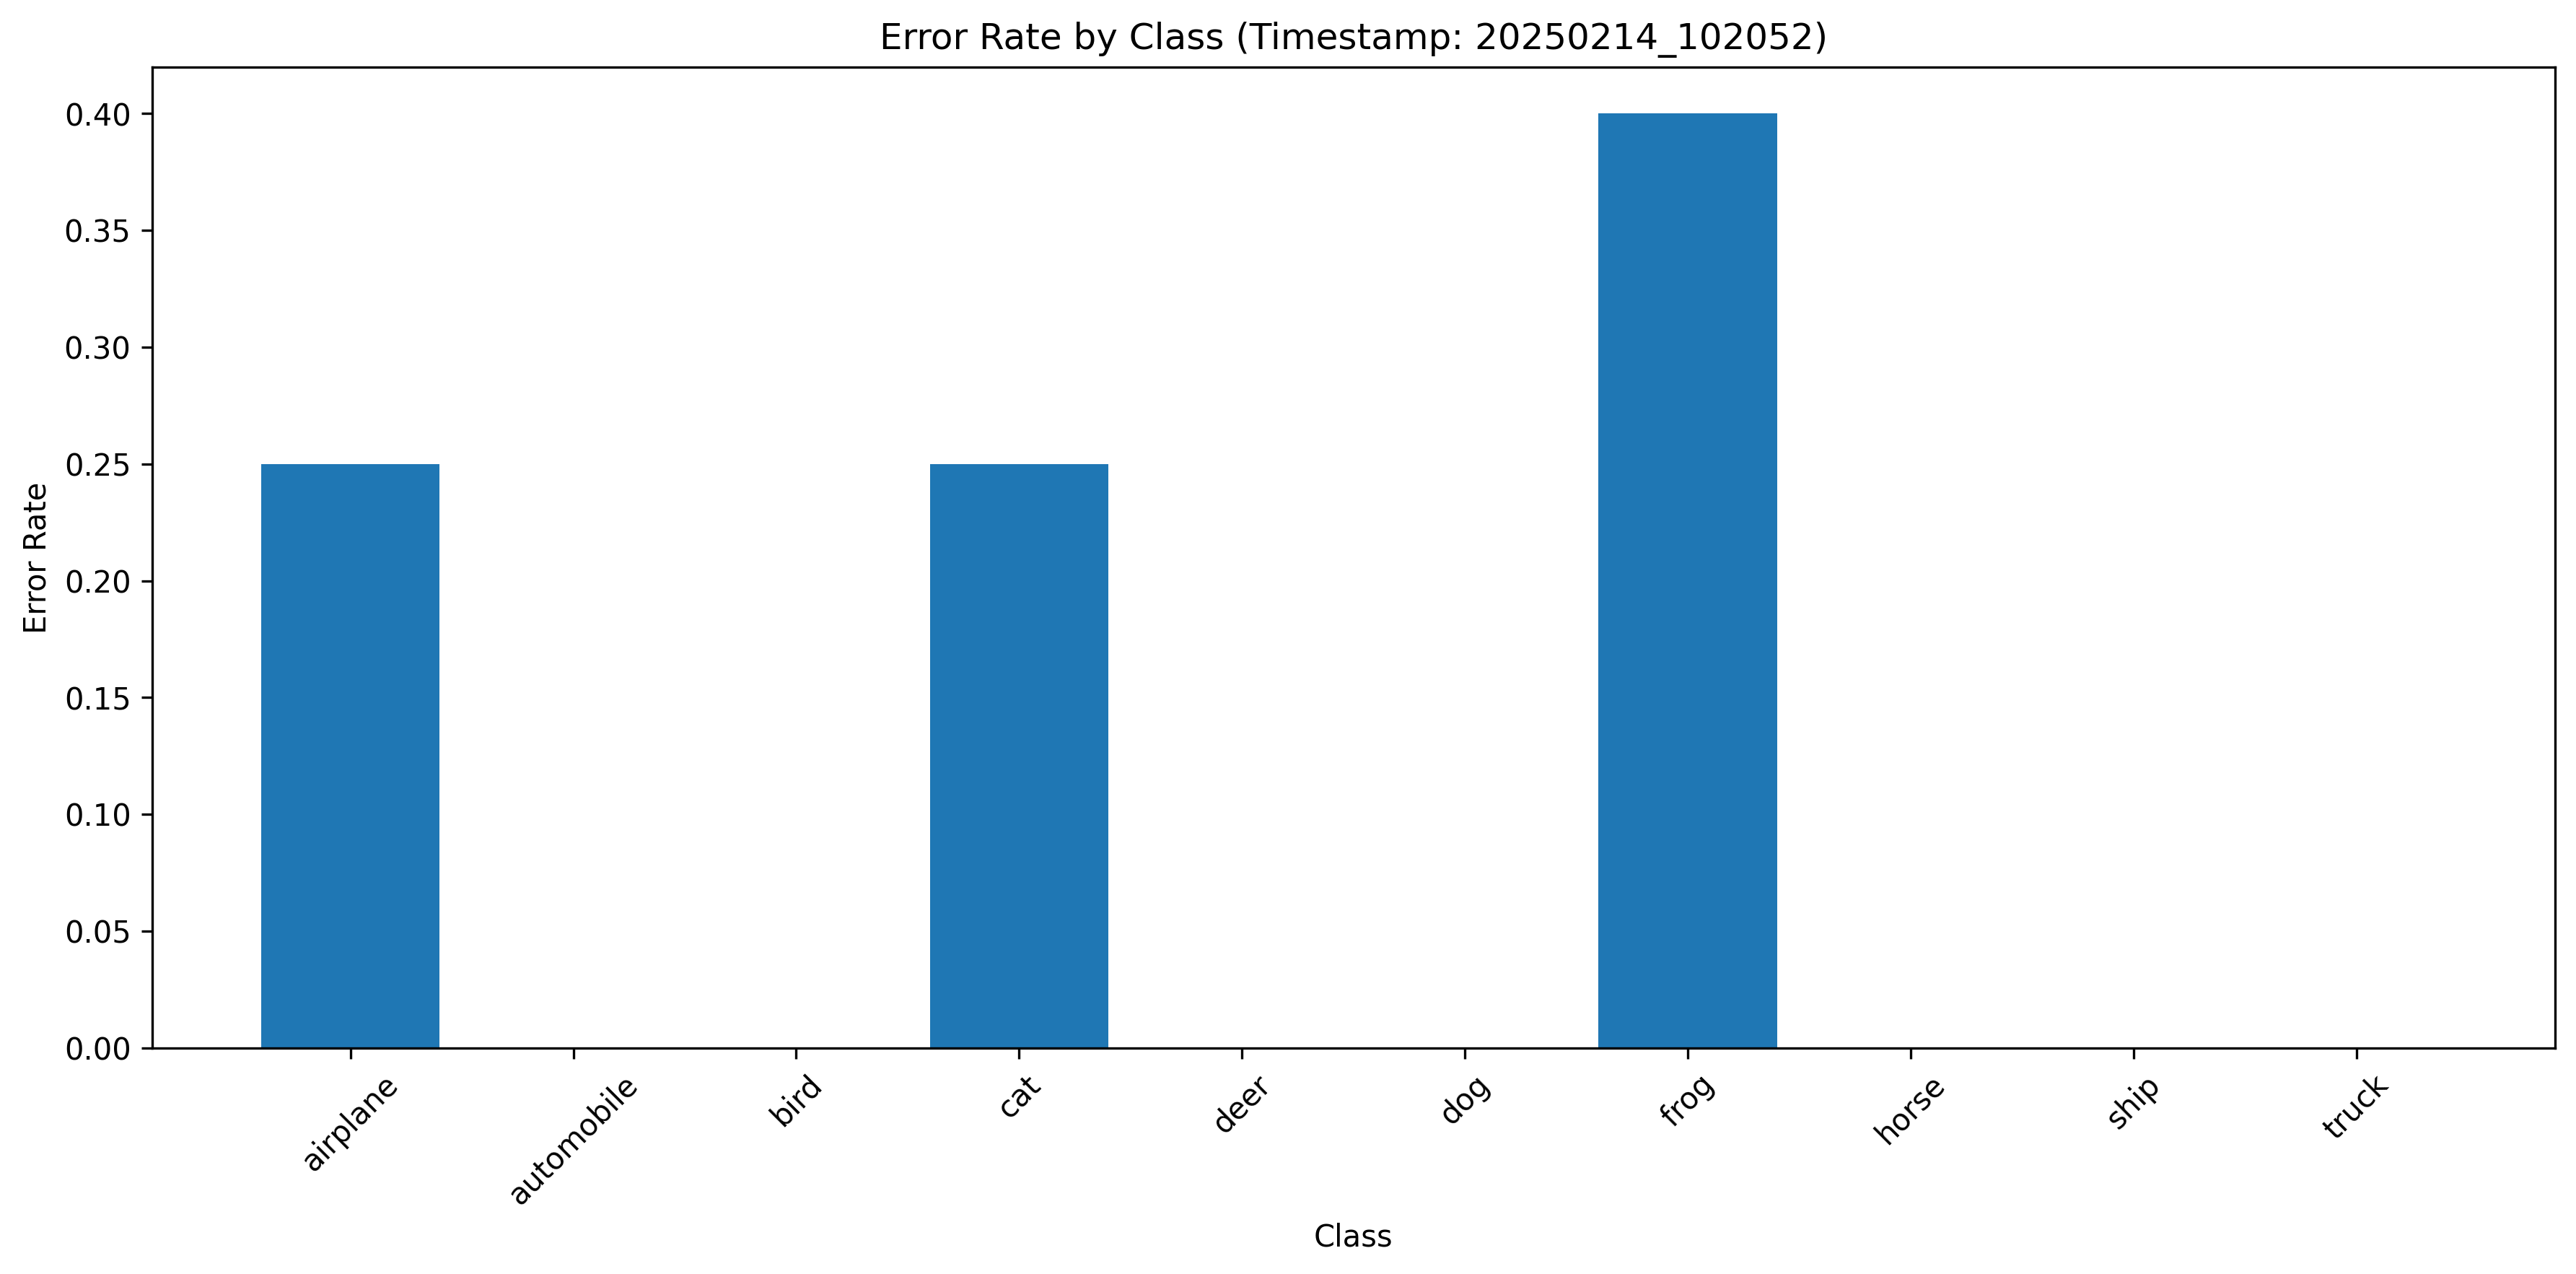 Error Rate by Class (Timestamp: 20250214_102052)
Error Rate
0.40
0.35
0.30
0.25
0.20
0.15
0.10
0.05
0.00
airplane
automobile
bird
cat
deer
dog
frog
horse
ship
truck
Class